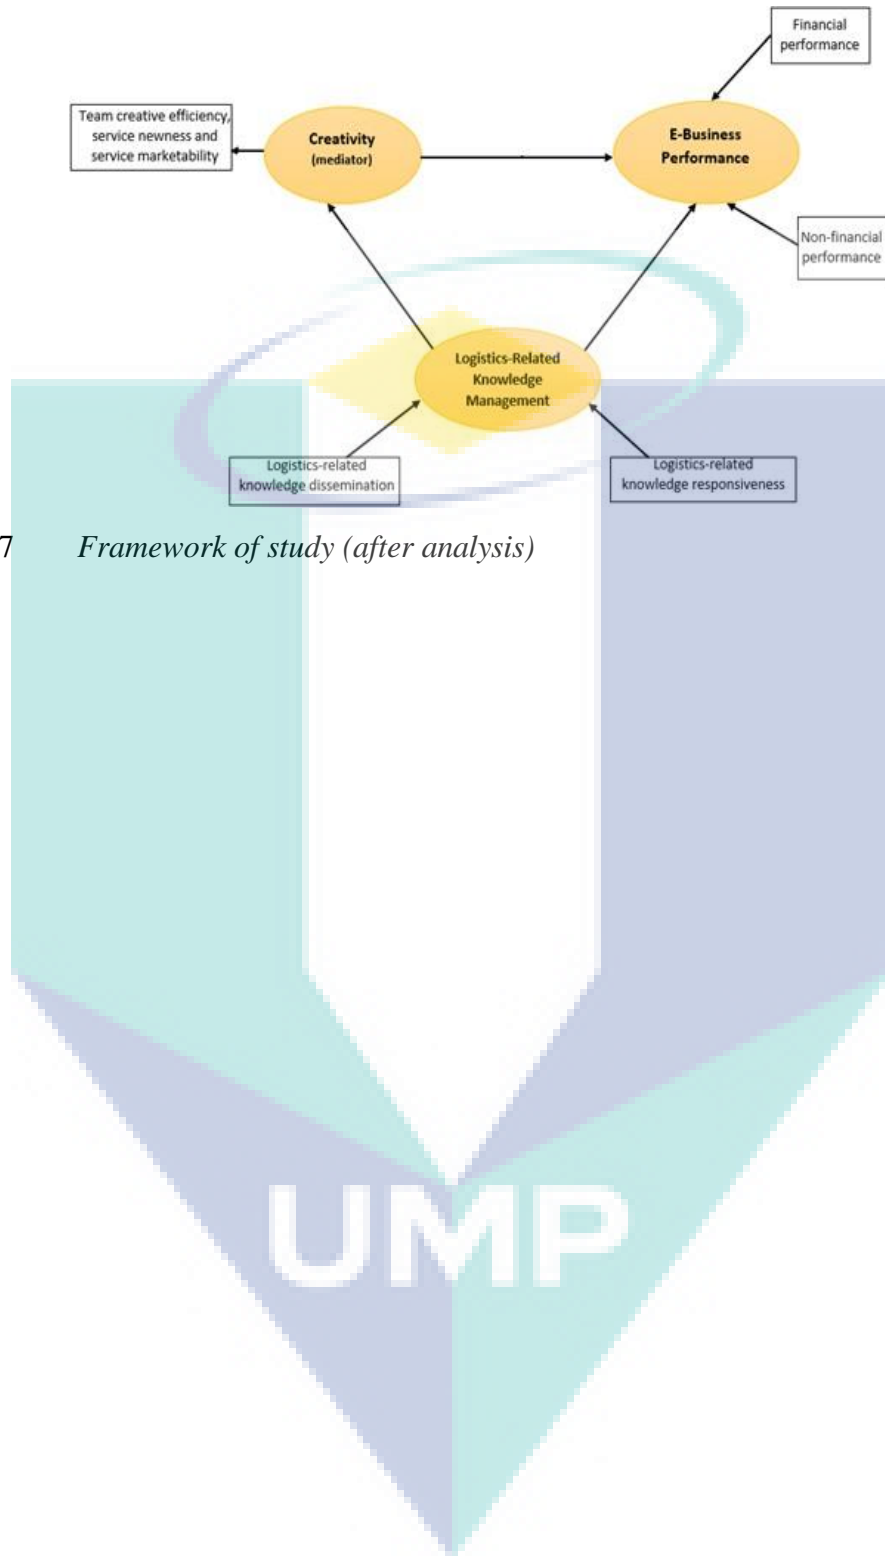 Financial
performance
Team creative efficiency,
service newness and
service marketability
Creativity
(mediator)
E-Business
Performance
Non-financial
performance
Logistics-Related
Knowledge
Management
Logistics-related
knowledge dissemination
Logistics-related
knowledge responsiveness
7 Framework of study (after analysis)
UMP